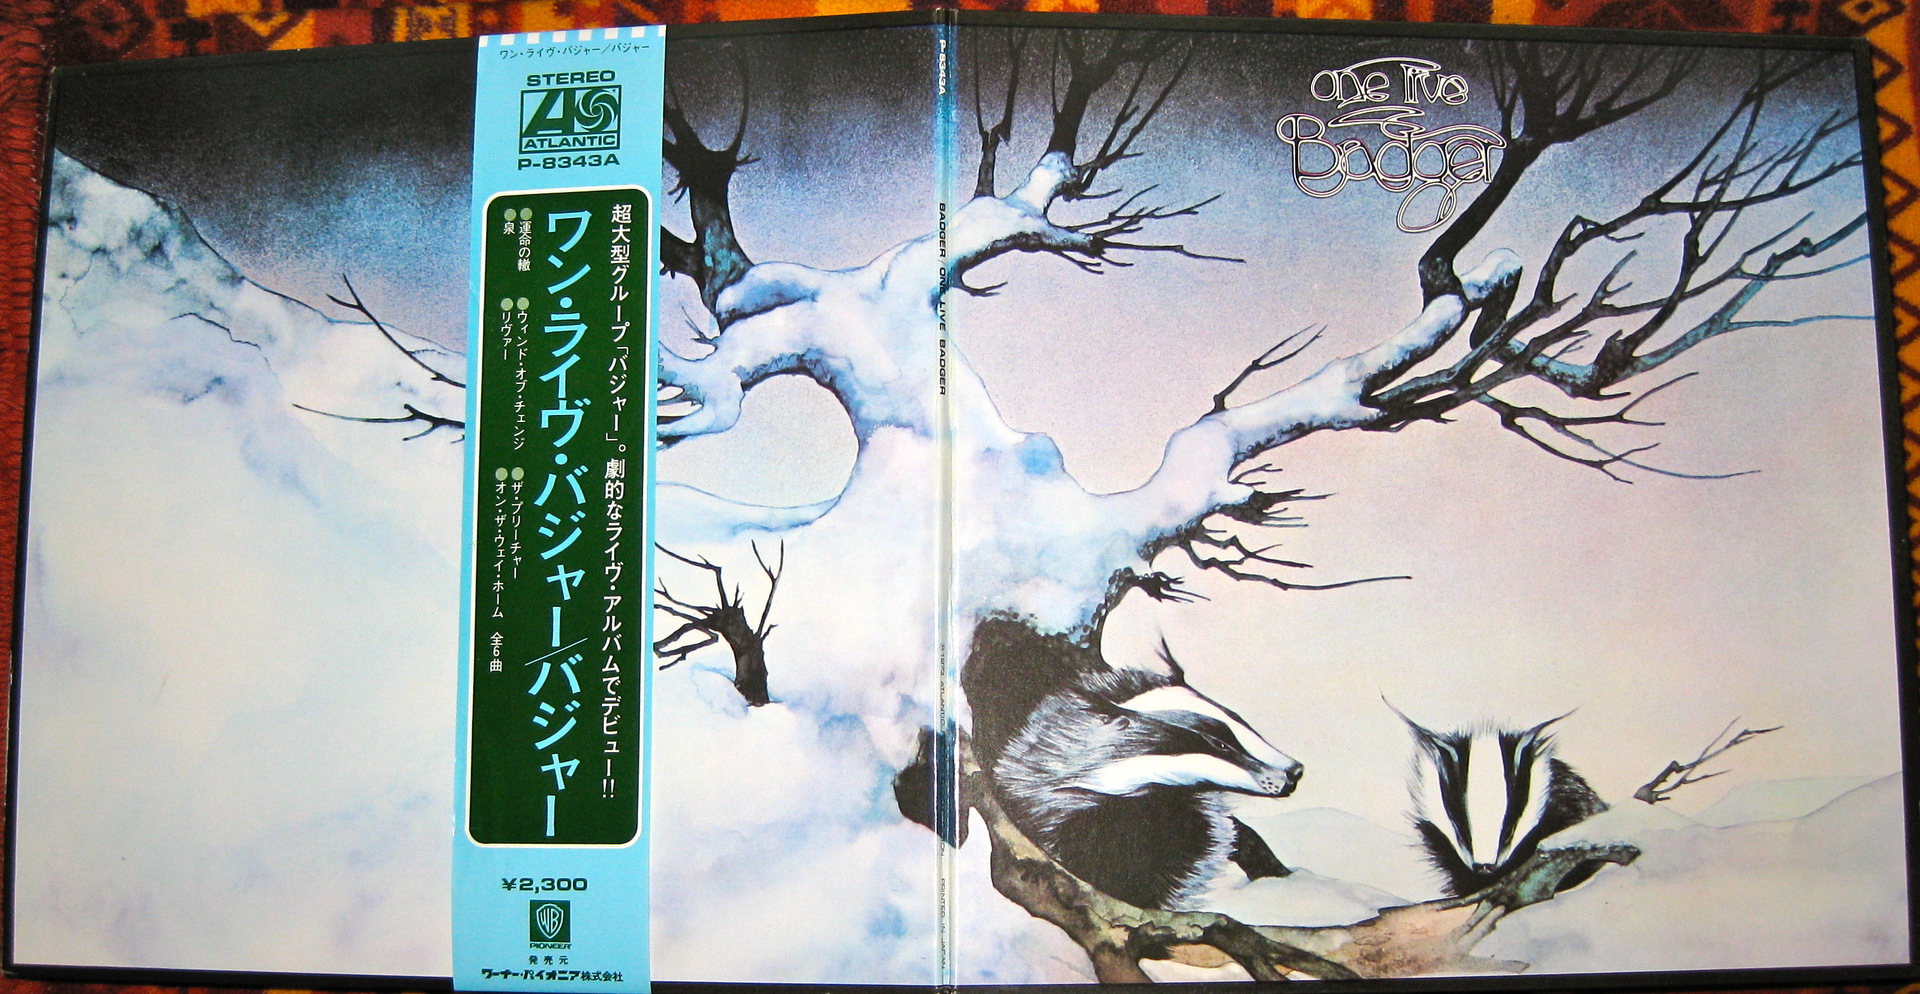 ワン・ライヴ・バジャー／バジャー
STEREO
ATLANTIC
P-8343A
超大型グループ「バジャー」。劇的なライヴ・アルバムでデビュー!!
ワン・ライヴ・バジャー／バジャー
●運命の轍
●ウィンド・オブ・チェンジ
●ザ・プリーチャー
●泉
●リヴァー
●オン・ザ・ウェイ・ホーム 全6曲
¥2,300
WB
PIONEER
発売元
ワーナー・パイオニア株式会社
P-8343A
BADGER/ONE LIVE BADGER
PRINTED IN JAPAN
one live
Badger